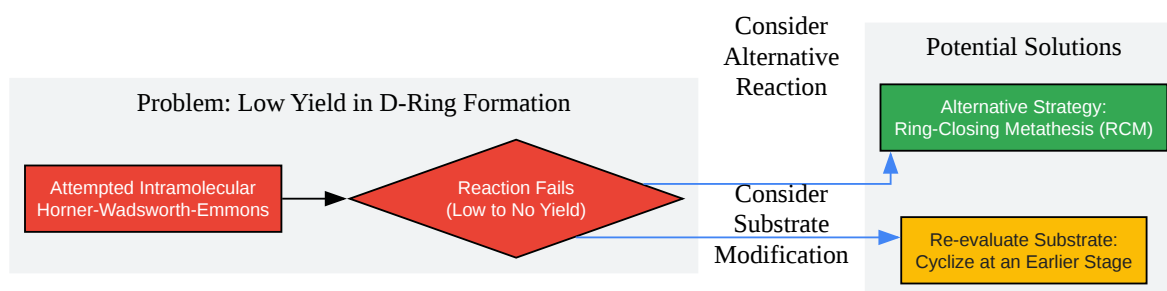 Problem: Low Yield in D-Ring Formation
Attempted Intramolecular
Horner-Wadsworth-Emmons
Reaction Fails
(Low to No Yield)
Consider
Alternative
Reaction
Consider
Substrate
Modification
Potential Solutions
Alternative Strategy:
Ring-Closing Metathesis (RCM)
Re-evaluate Substrate:
Cyclize at an Earlier Stage